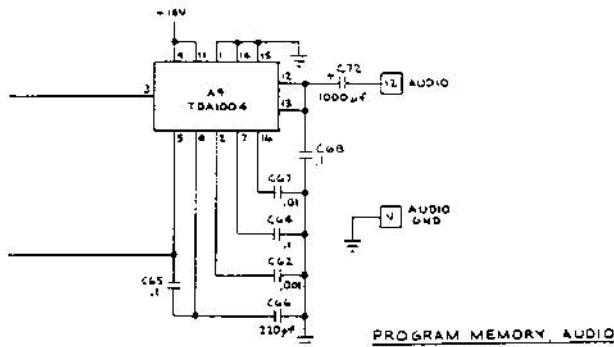 +18V
9 11 1 14 15
3
A9
TDA1004
12
13
5 8 2 7 16
+ C72
1000µf
12 AUDIO
C68
.1
C67
.01
C64
.1
V AUDIO
GND
C62
.001
C65
.1
C66
220µf
PROGRAM MEMORY, AUDIO